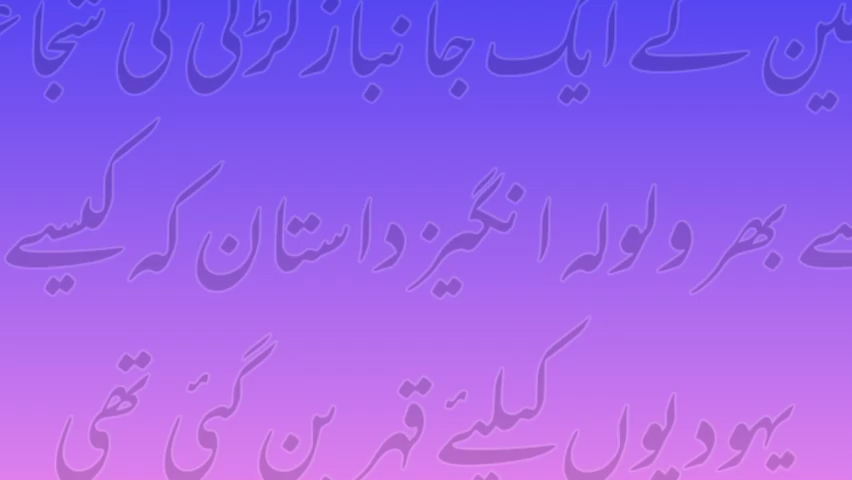 کے ایک جانباز لڑکی کی
بھر ولولہ انگیز داستان کہ کیسے
یہودیوں کیلئے قہر بن گئی تھی